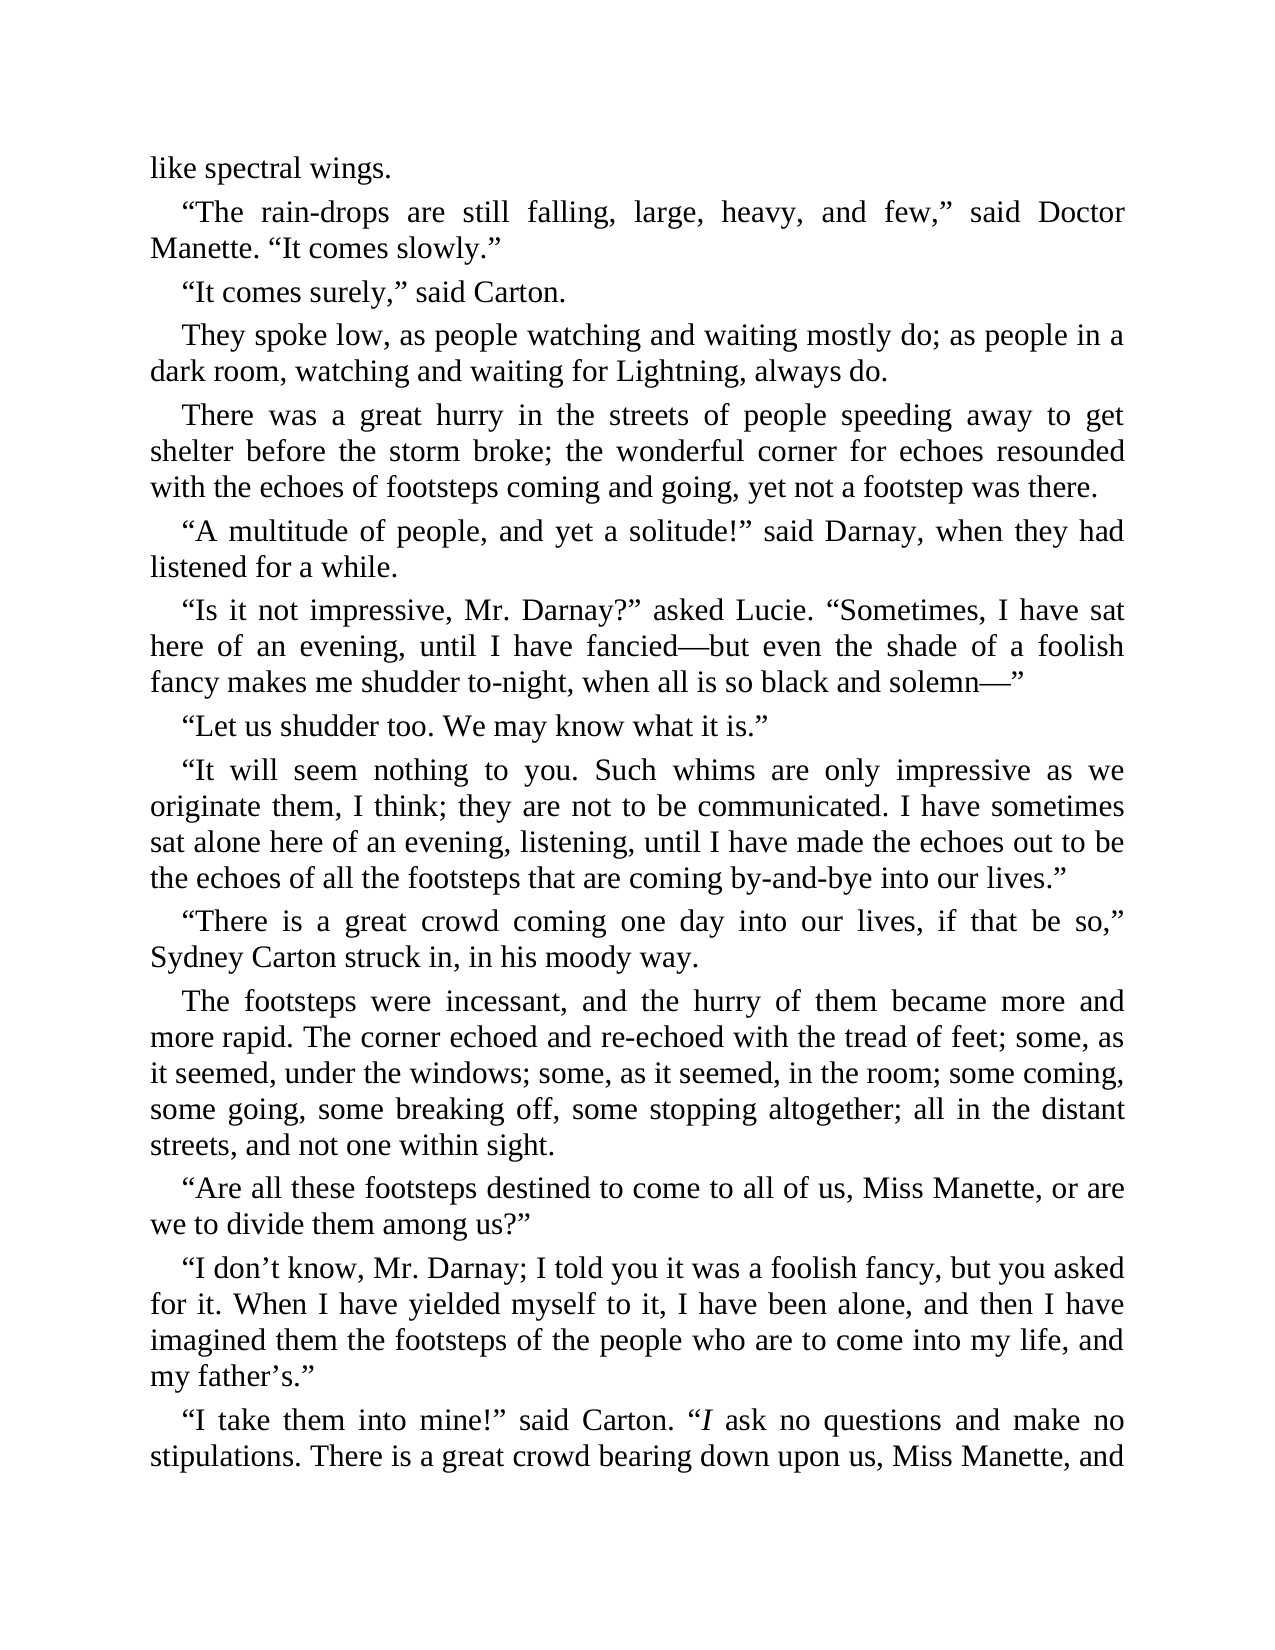 like spectral wings.
“The rain-drops are still falling, large, heavy, and few,” said Doctor
Manette. “It comes slowly.”
“It comes surely,” said Carton.
They spoke low, as people watching and waiting mostly do; as people in a
dark room, watching and waiting for Lightning, always do.
There was a great hurry in the streets of people speeding away to get
shelter before the storm broke; the wonderful corner for echoes resounded
with the echoes of footsteps coming and going, yet not a footstep was there.
“A multitude of people, and yet a solitude!” said Darnay, when they had
listened for a while.
“Is it not impressive, Mr. Darnay?” asked Lucie. “Sometimes, I have sat
here of an evening, until I have fancied—but even the shade of a foolish
fancy makes me shudder to-night, when all is so black and solemn—”
“Let us shudder too. We may know what it is.”
“It will seem nothing to you. Such whims are only impressive as we
originate them, I think; they are not to be communicated. I have sometimes
sat alone here of an evening, listening, until I have made the echoes out to be
the echoes of all the footsteps that are coming by-and-bye into our lives.”
“There is a great crowd coming one day into our lives, if that be so,”
Sydney Carton struck in, in his moody way.
The footsteps were incessant, and the hurry of them became more and
more rapid. The corner echoed and re-echoed with the tread of feet; some, as
it seemed, under the windows; some, as it seemed, in the room; some coming,
some going, some breaking off, some stopping altogether; all in the distant
streets, and not one within sight.
“Are all these footsteps destined to come to all of us, Miss Manette, or are
we to divide them among us?”
“I don’t know, Mr. Darnay; I told you it was a foolish fancy, but you asked
for it. When I have yielded myself to it, I have been alone, and then I have
imagined them the footsteps of the people who are to come into my life, and
my father’s.”
“I take them into mine!” said Carton. “I ask no questions and make no
stipulations. There is a great crowd bearing down upon us, Miss Manette, and